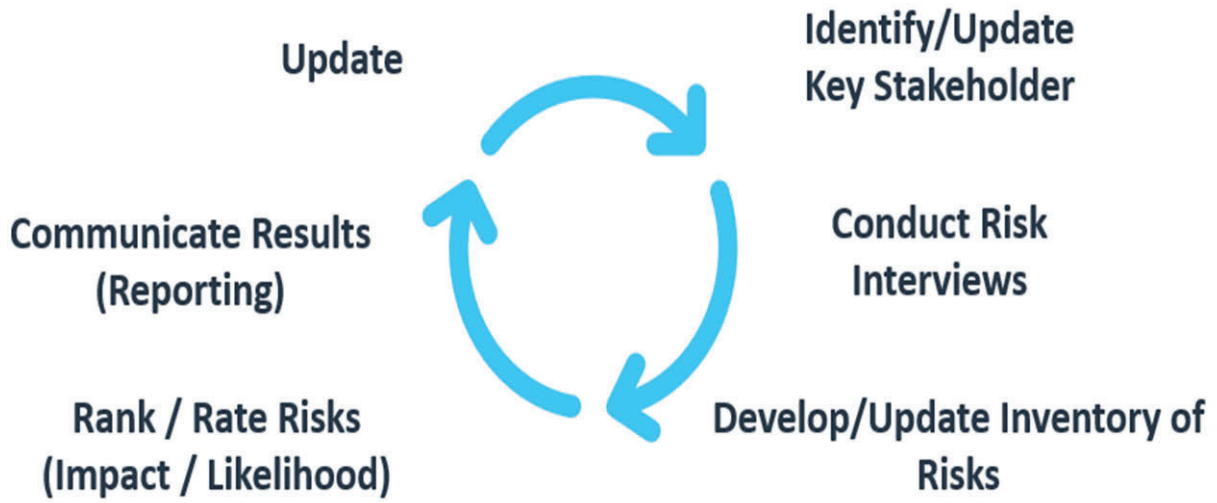 Update
Identify/Update
Key Stakeholder
Conduct Risk
Interviews
Develop/Update Inventory of
Risks
Rank / Rate Risks
(Impact / Likelihood)
Communicate Results
(Reporting)